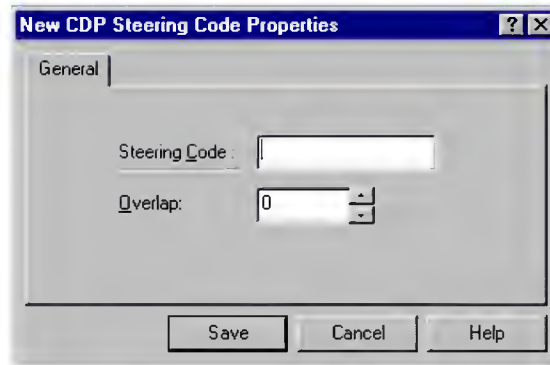 New CDP Steering Code Properties ? ×
General
Steering Code :
Overlap: 0
Save Cancel Help